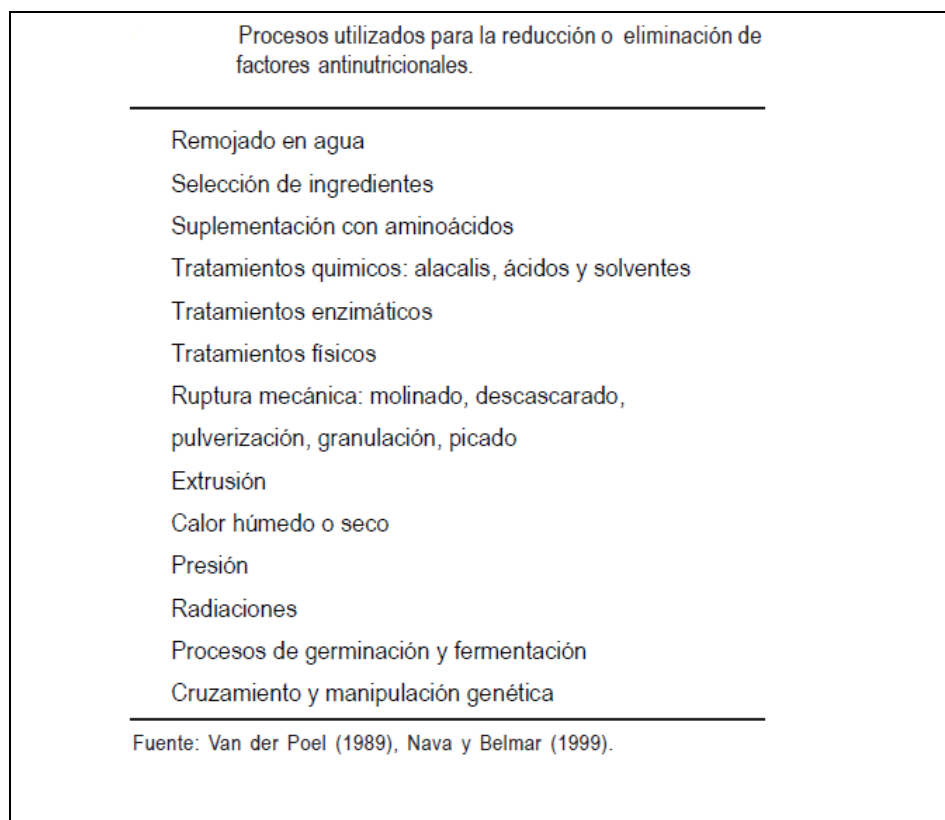 Procesos utilizados para la reducción o eliminación de
factores antinutricionales.
Remojado en agua
Selección de ingredientes
Suplementación con aminoácidos
Tratamientos quimicos: alacalis, ácidos y solventes
Tratamientos enzimáticos
Tratamientos físicos
Ruptura mecánica: molinado, descascarado,
pulverización, granulación, picado
Extrusión
Calor húmedo o seco
Presión
Radiaciones
Procesos de germinación y fermentación
Cruzamiento y manipulación genética
Fuente: Van der Poel (1989), Nava y Belmar (1999).